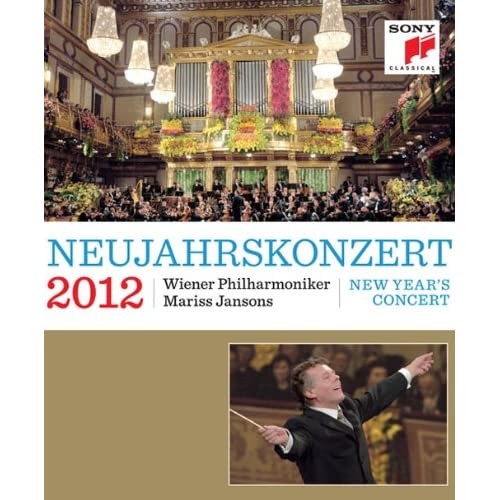 SONY
CLASSICAL
NEUJAHRSKONZERT
2012
Wiener Philharmoniker
Mariss Jansons
NEW YEAR'S
CONCERT